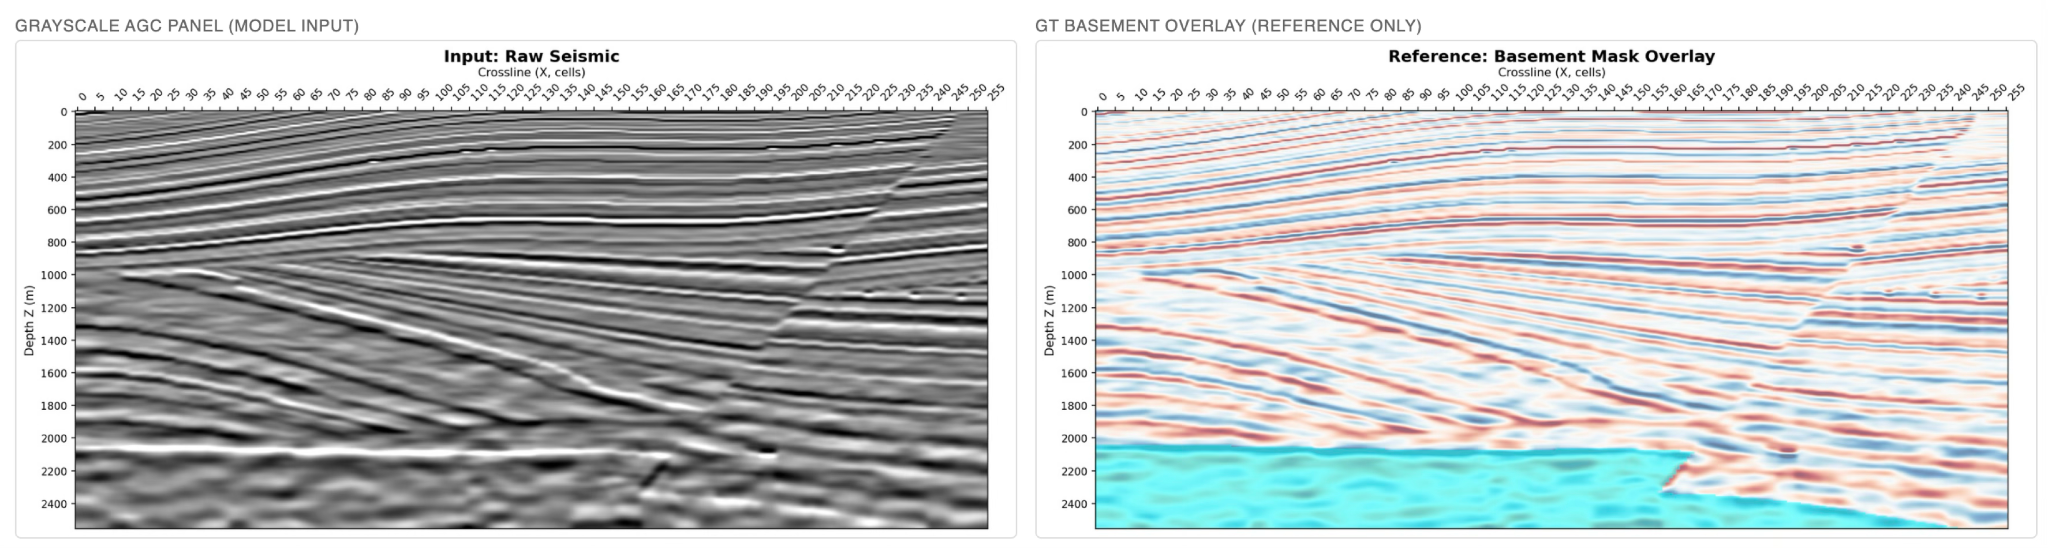 GRAYSCALE AGC PANEL (MODEL INPUT)
Input: Raw Seismic
Crossline (X, cells)
0 5 10 15 20 25 30 35 40 45 50 55 60 65 70 75 80 85 90 95 100 105 110 115 120 125 130 135 140 145 150 155 160 165 170 175 180 185 190 195 200 205 210 215 220 225 230 235 240 245 250 255
Depth Z (m)
0
200
400
600
800
1000
1200
1400
1600
1800
2000
2200
2400
GT BASEMENT OVERLAY (REFERENCE ONLY)
Reference: Basement Mask Overlay
Crossline (X, cells)
0 5 10 15 20 25 30 35 40 45 50 55 60 65 70 75 80 85 90 95 100 105 110 115 120 125 130 135 140 145 150 155 160 165 170 175 180 185 190 195 200 205 210 215 220 225 230 235 240 245 250 255
Depth Z (m)
0
200
400
600
800
1000
1200
1400
1600
1800
2000
2200
2400